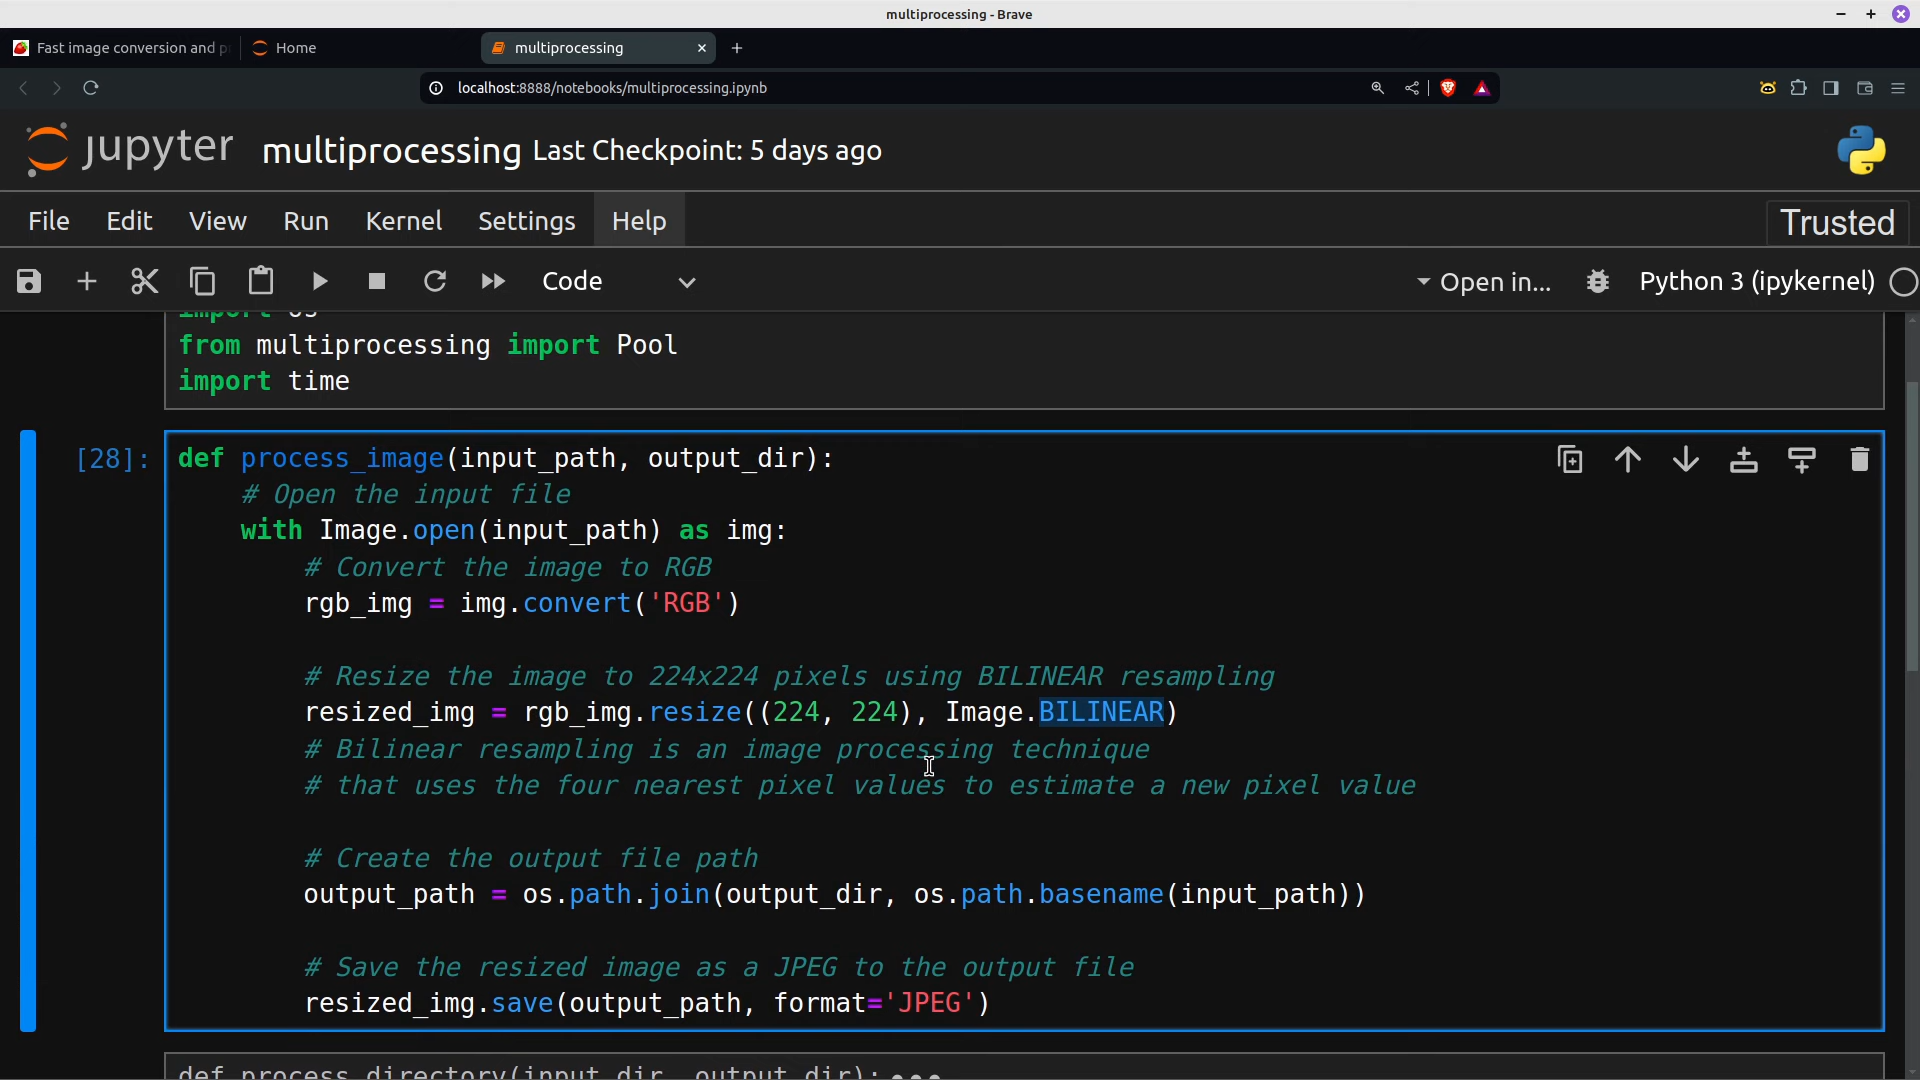 multiprocessing - Brave
Fast image conversion and
Home
multiprocessing
localhost:8888/notebooks/multiprocessing.ipynb
jupyter multiprocessing Last Checkpoint: 5 days ago
File Edit View Run Kernel Settings Help Trusted
Code Open in... Python 3 (ipykernel)
import os
from multiprocessing import Pool
import time
[28]: def process_image(input_path, output_dir):
# Open the input file
with Image.open(input_path) as img:
# Convert the image to RGB
rgb_img = img.convert('RGB')
# Resize the image to 224x224 pixels using BILINEAR resampling
resized_img = rgb_img.resize((224, 224), Image.BILINEAR)
# Bilinear resampling is an image processing technique
# that uses the four nearest pixel values to estimate a new pixel value
# Create the output file path
output_path = os.path.join(output_dir, os.path.basename(input_path))
# Save the resized image as a JPEG to the output file
resized_img.save(output_path, format='JPEG')
def process_directory(input_dir, output_dir):